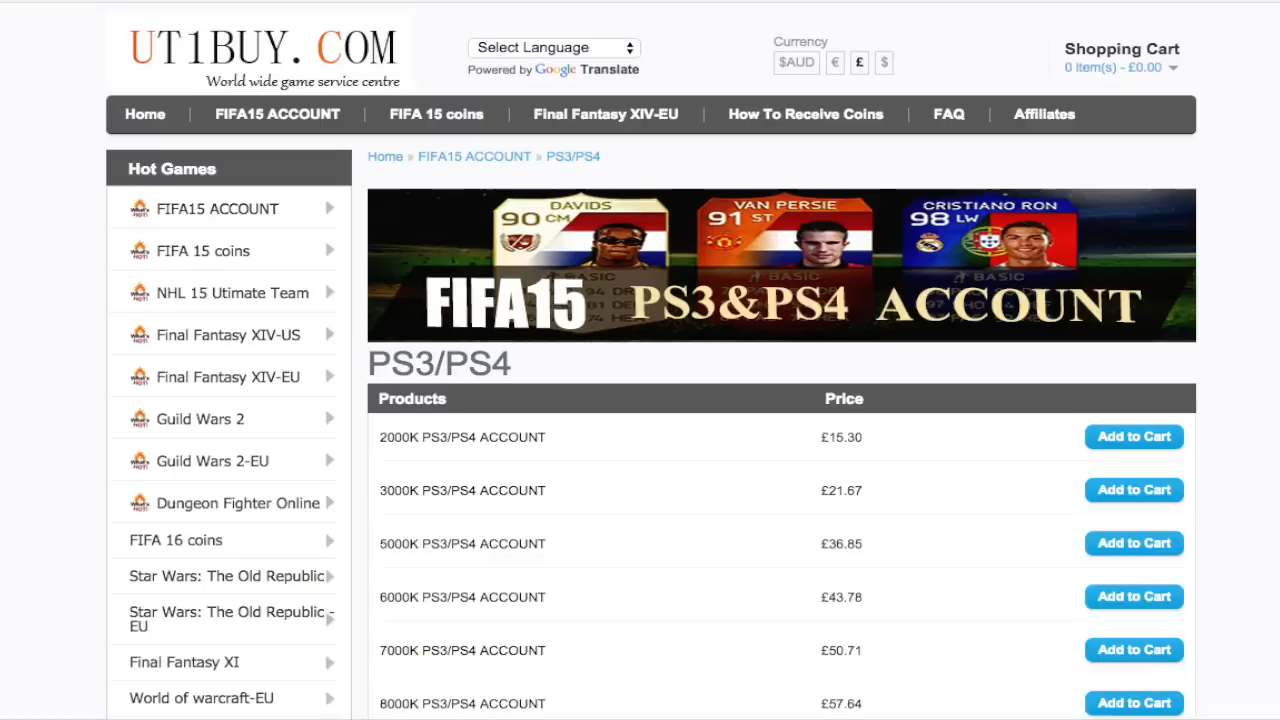 UT1BUY.COM
World wide game service centre
Select Language
Powered by Google Translate
Currency
$AUD € £ $
Shopping Cart
0 item(s) - £0.00
Home FIFA15 ACCOUNT FIFA 15 coins Final Fantasy XIV-EU How To Receive Coins FAQ Affiliates
Hot Games
FIFA15 ACCOUNT
FIFA 15 coins
NHL 15 Utimate Team
Final Fantasy XIV-US
Final Fantasy XIV-EU
Guild Wars 2
Guild Wars 2-EU
Dungeon Fighter Online
FIFA 16 coins
Star Wars: The Old Republic
Star Wars: The Old Republic -
EU
Final Fantasy XI
World of warcraft-EU
Home » FIFA15 ACCOUNT » PS3/PS4
DAVIDS
90 CM
BASIC
VAN PERSIE
91 ST
BASIC
CRISTIANO RON
98 LW
BASIC
FIFA15 PS3&PS4 ACCOUNT
PS3/PS4
Products Price
2000K PS3/PS4 ACCOUNT £15.30 Add to Cart
3000K PS3/PS4 ACCOUNT £21.67 Add to Cart
5000K PS3/PS4 ACCOUNT £36.85 Add to Cart
6000K PS3/PS4 ACCOUNT £43.78 Add to Cart
7000K PS3/PS4 ACCOUNT £50.71 Add to Cart
8000K PS3/PS4 ACCOUNT £57.64 Add to Cart